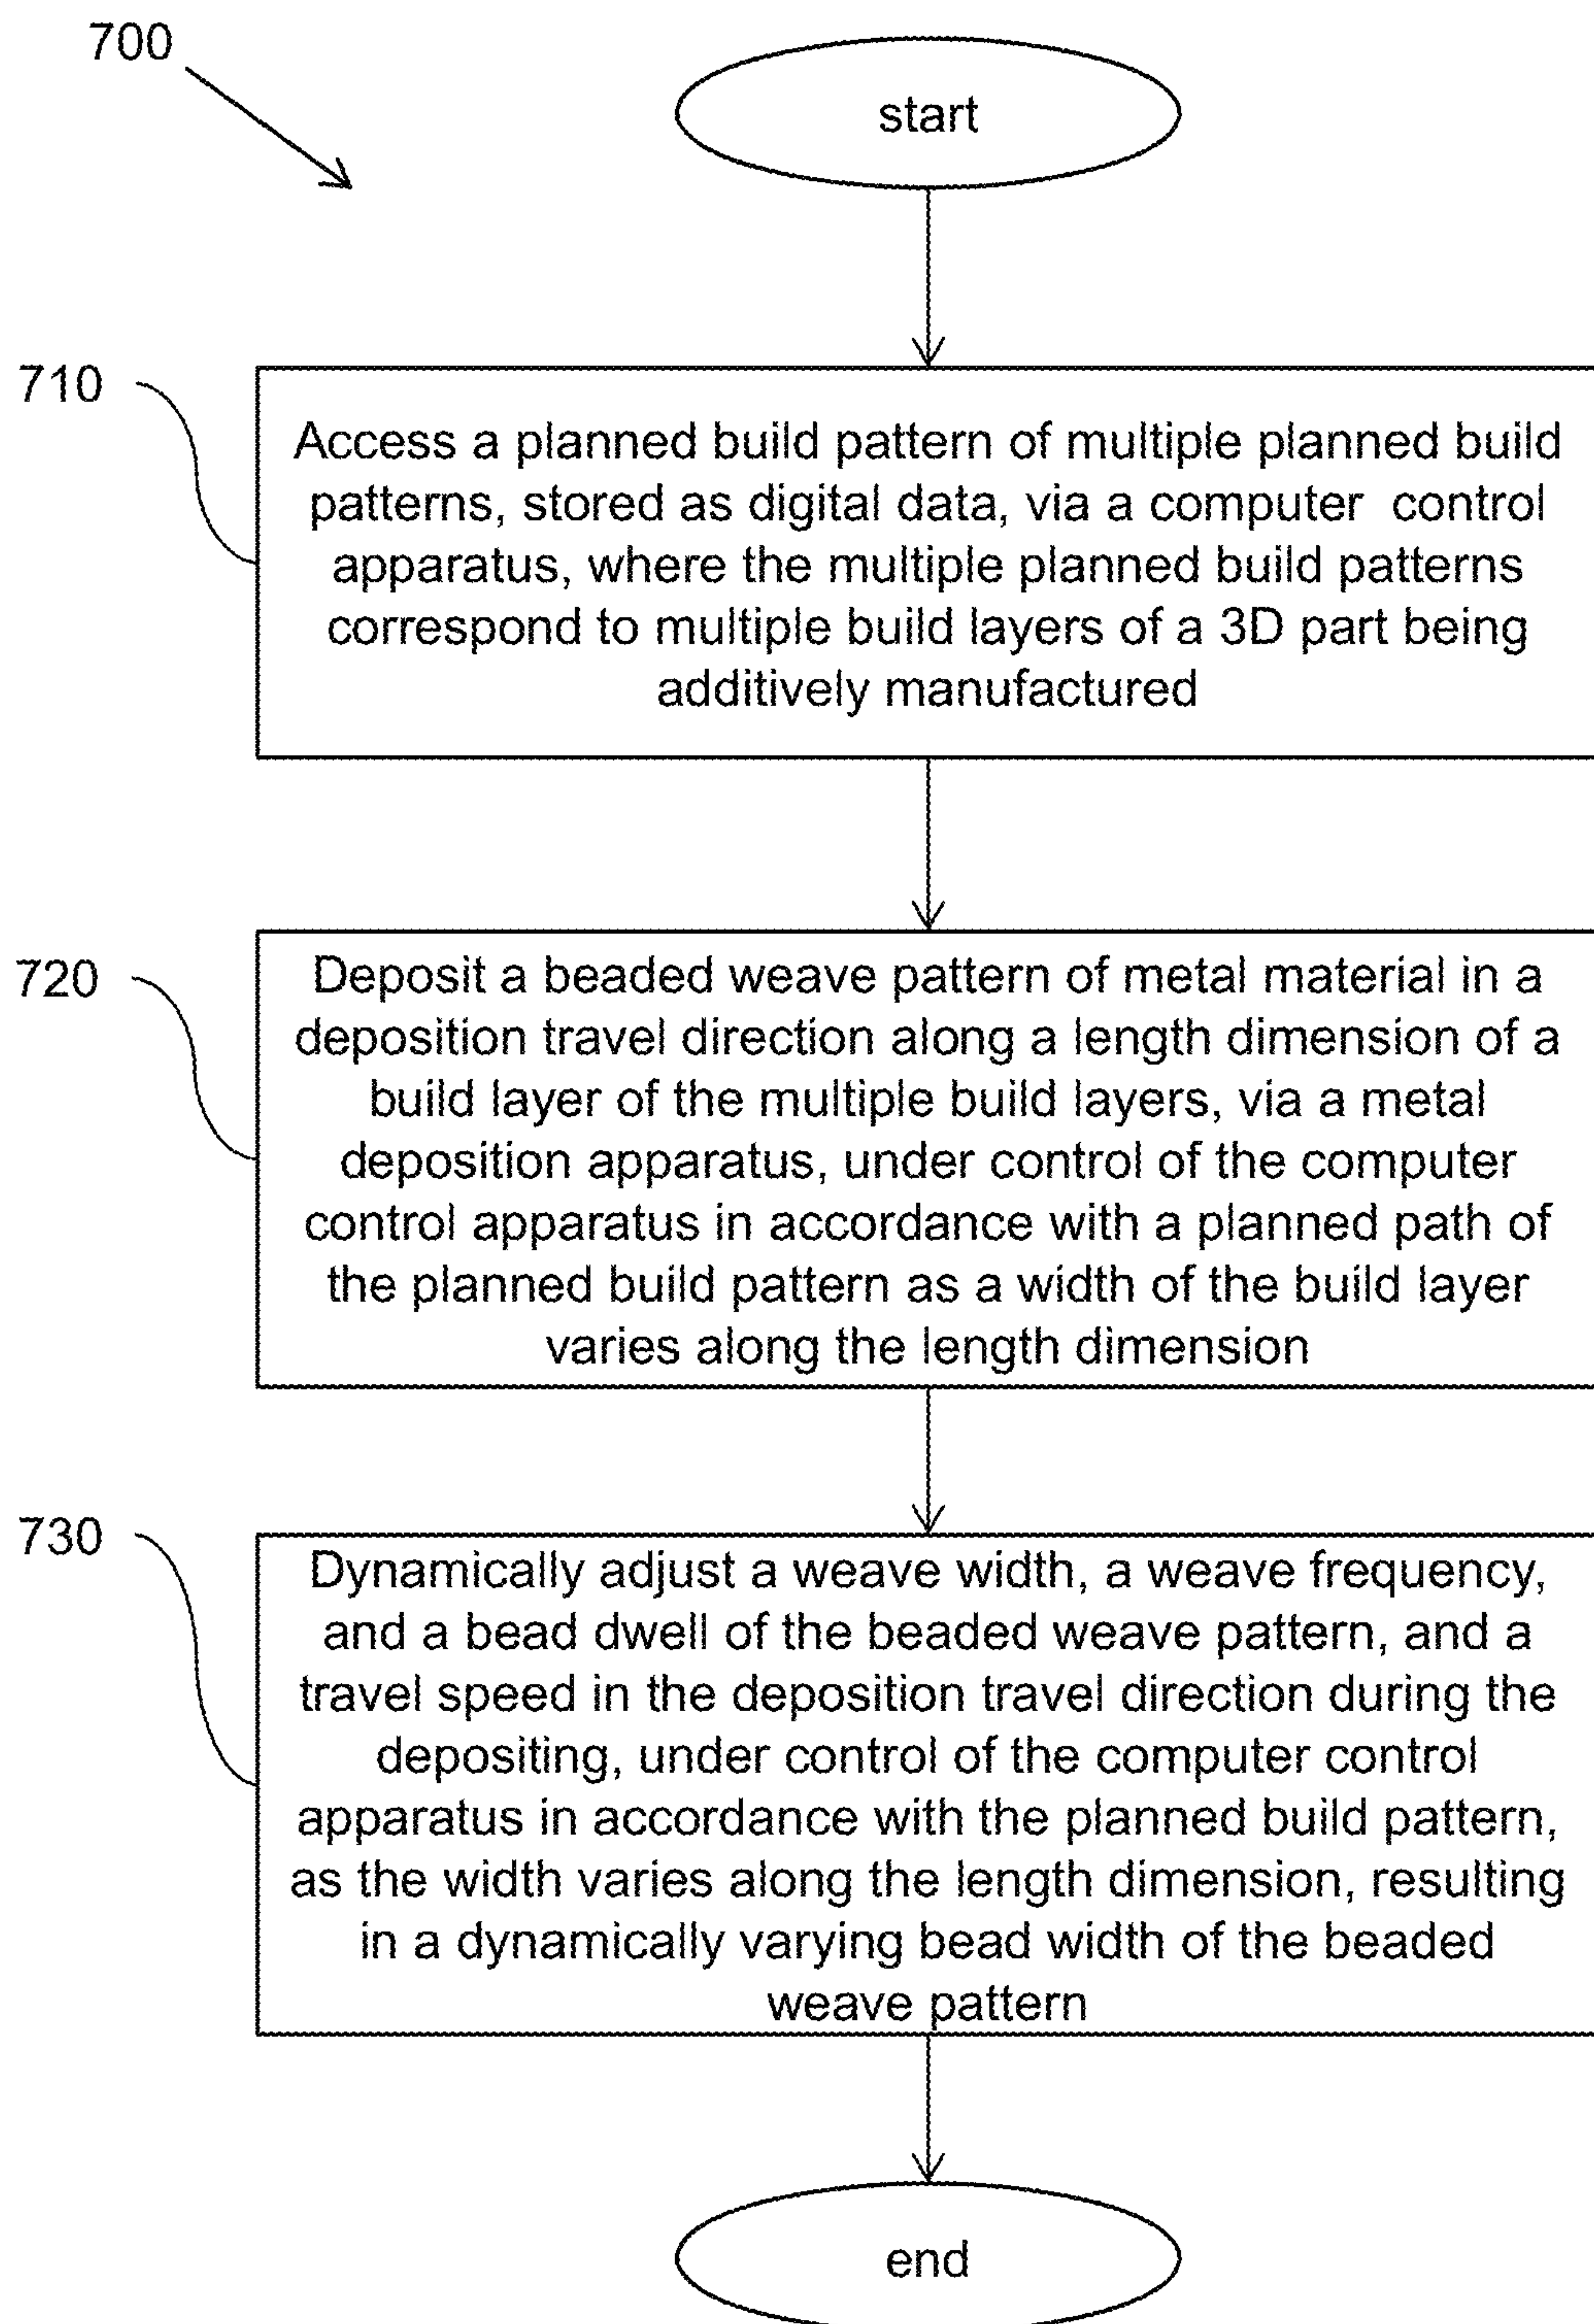 700
start
710
Access a planned build pattern of multiple planned build
patterns, stored as digital data, via a computer control
apparatus, where the multiple planned build patterns
correspond to multiple build layers of a 3D part being
additively manufactured
720
Deposit a beaded weave pattern of metal material in a
deposition travel direction along a length dimension of a
build layer of the multiple build layers, via a metal
deposition apparatus, under control of the computer
control apparatus in accordance with a planned path of
the planned build pattern as a width of the build layer
varies along the length dimension
730
Dynamically adjust a weave width, a weave frequency,
and a bead dwell of the beaded weave pattern, and a
travel speed in the deposition travel direction during the
depositing, under control of the computer control
apparatus in accordance with the planned build pattern,
as the width varies along the length dimension, resulting
in a dynamically varying bead width of the beaded
weave pattern
end